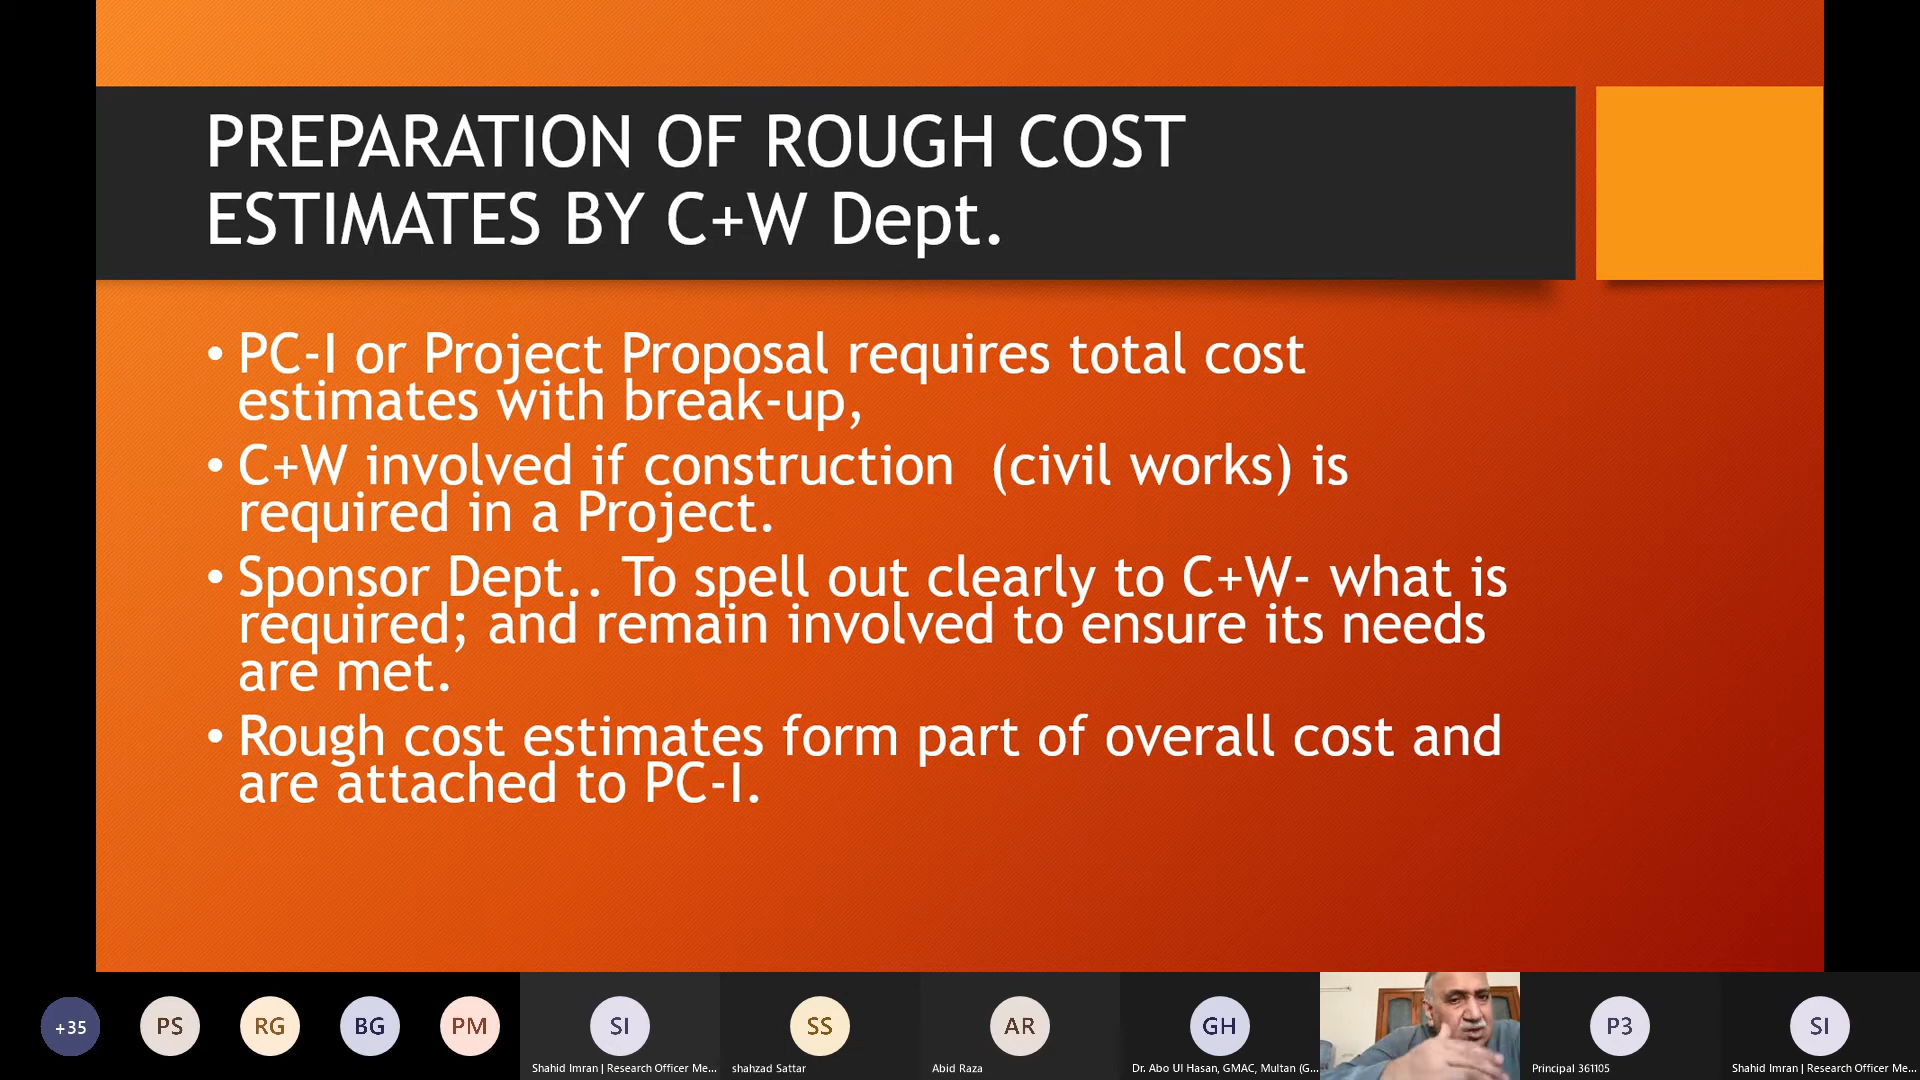 PREPARATION OF ROUGH COST
ESTIMATES BY C+W Dept.
• PC-I or Project Proposal requires total cost
estimates with break-up,
• C+W involved if construction  (civil works) is
required in a Project.
• Sponsor Dept.. To spell out clearly to C+W- what is
required; and remain involved to ensure its needs
are met.
• Rough cost estimates form part of overall cost and
are attached to PC-I.
+35
PS
RG
BG
PM
SI
SS
AR
GH
P3
SI
Shahid Imran | Research Officer Me...
shahzad Sattar
Abid Raza
Dr. Abo Ul Hasan, GMAC, Multan (G...
Principal 361105
Shahid Imran | Research Officer Me...